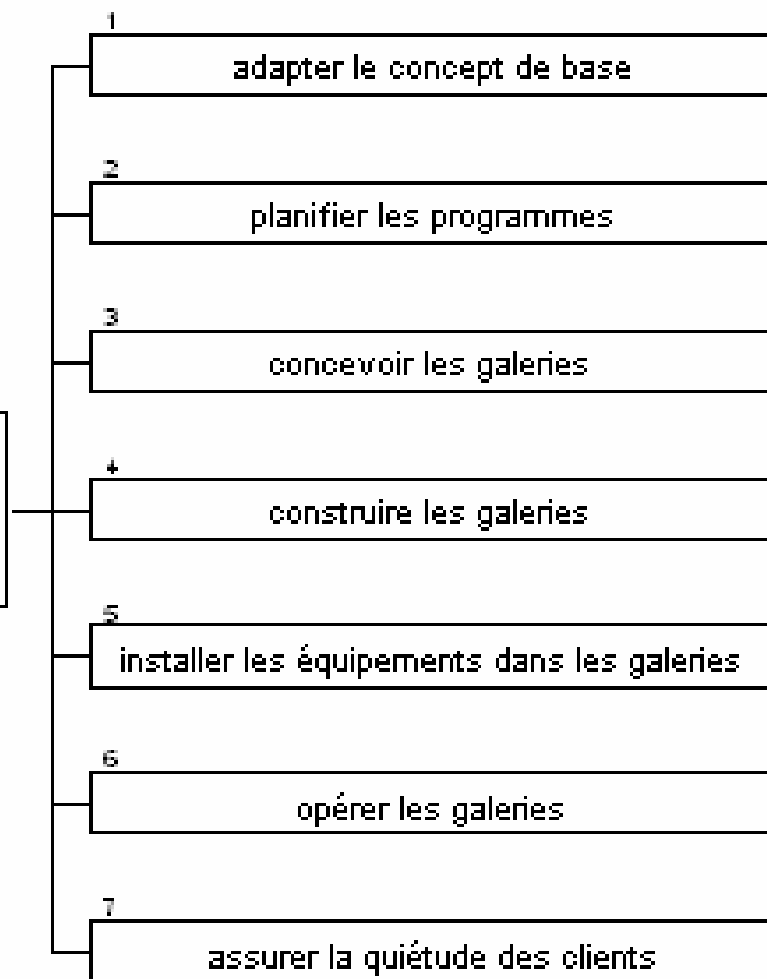 1
adapter le concept de base
2
planifier les programmes
3
concevoir les galeries
4
construire les galeries
5
installer les équipements dans les galeries
6
opérer les galeries
7
assurer la quiétude des clients